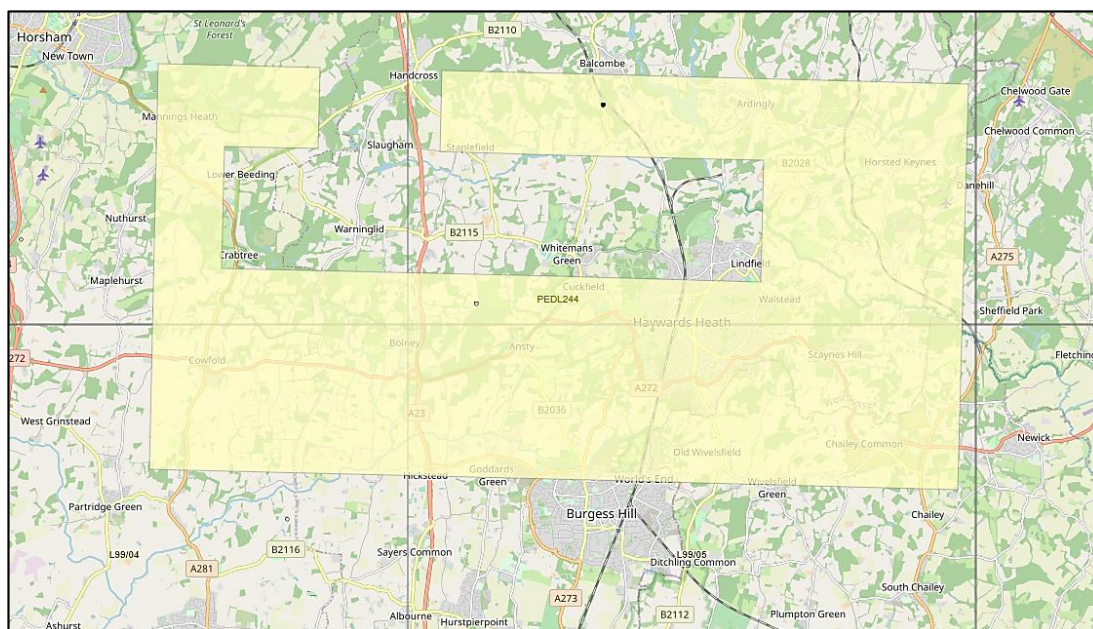 St Leonard's
Forest
Horsham
New Town
B2110
Balcombe
Handcross
Chelwood Gate
Ardingly
Mannings Heath
Chelwood Common
Slaugham
Staplefield
B2028
Horsted Keynes
Lower Beeding
Danehill
Nuthurst
Warninglid
B2115
Whitemans
Green
Crabtree
Lindfield
A275
Maplehurst
Cuckfield
PEDL244
Walstead
Sheffield Park
Haywards Heath
Bolney
Ansty
Scaynes Hill
272
Cowfold
Fletching
A272
West Sussex
A23
B2036
West Grinstead
Chailey Common
Newick
Old Wivelsfield
Goddards'
Green
Hickstead
World's End
Wivelsfield
Green
Partridge Green
Burgess Hill
Chailey
L99/04
B2116
Sayers Common
L99/05
Ditchling Common
A281
South Chailey
A273
Albourne
B2112
Plumpton Green
Ashurst
Hurstpierpoint